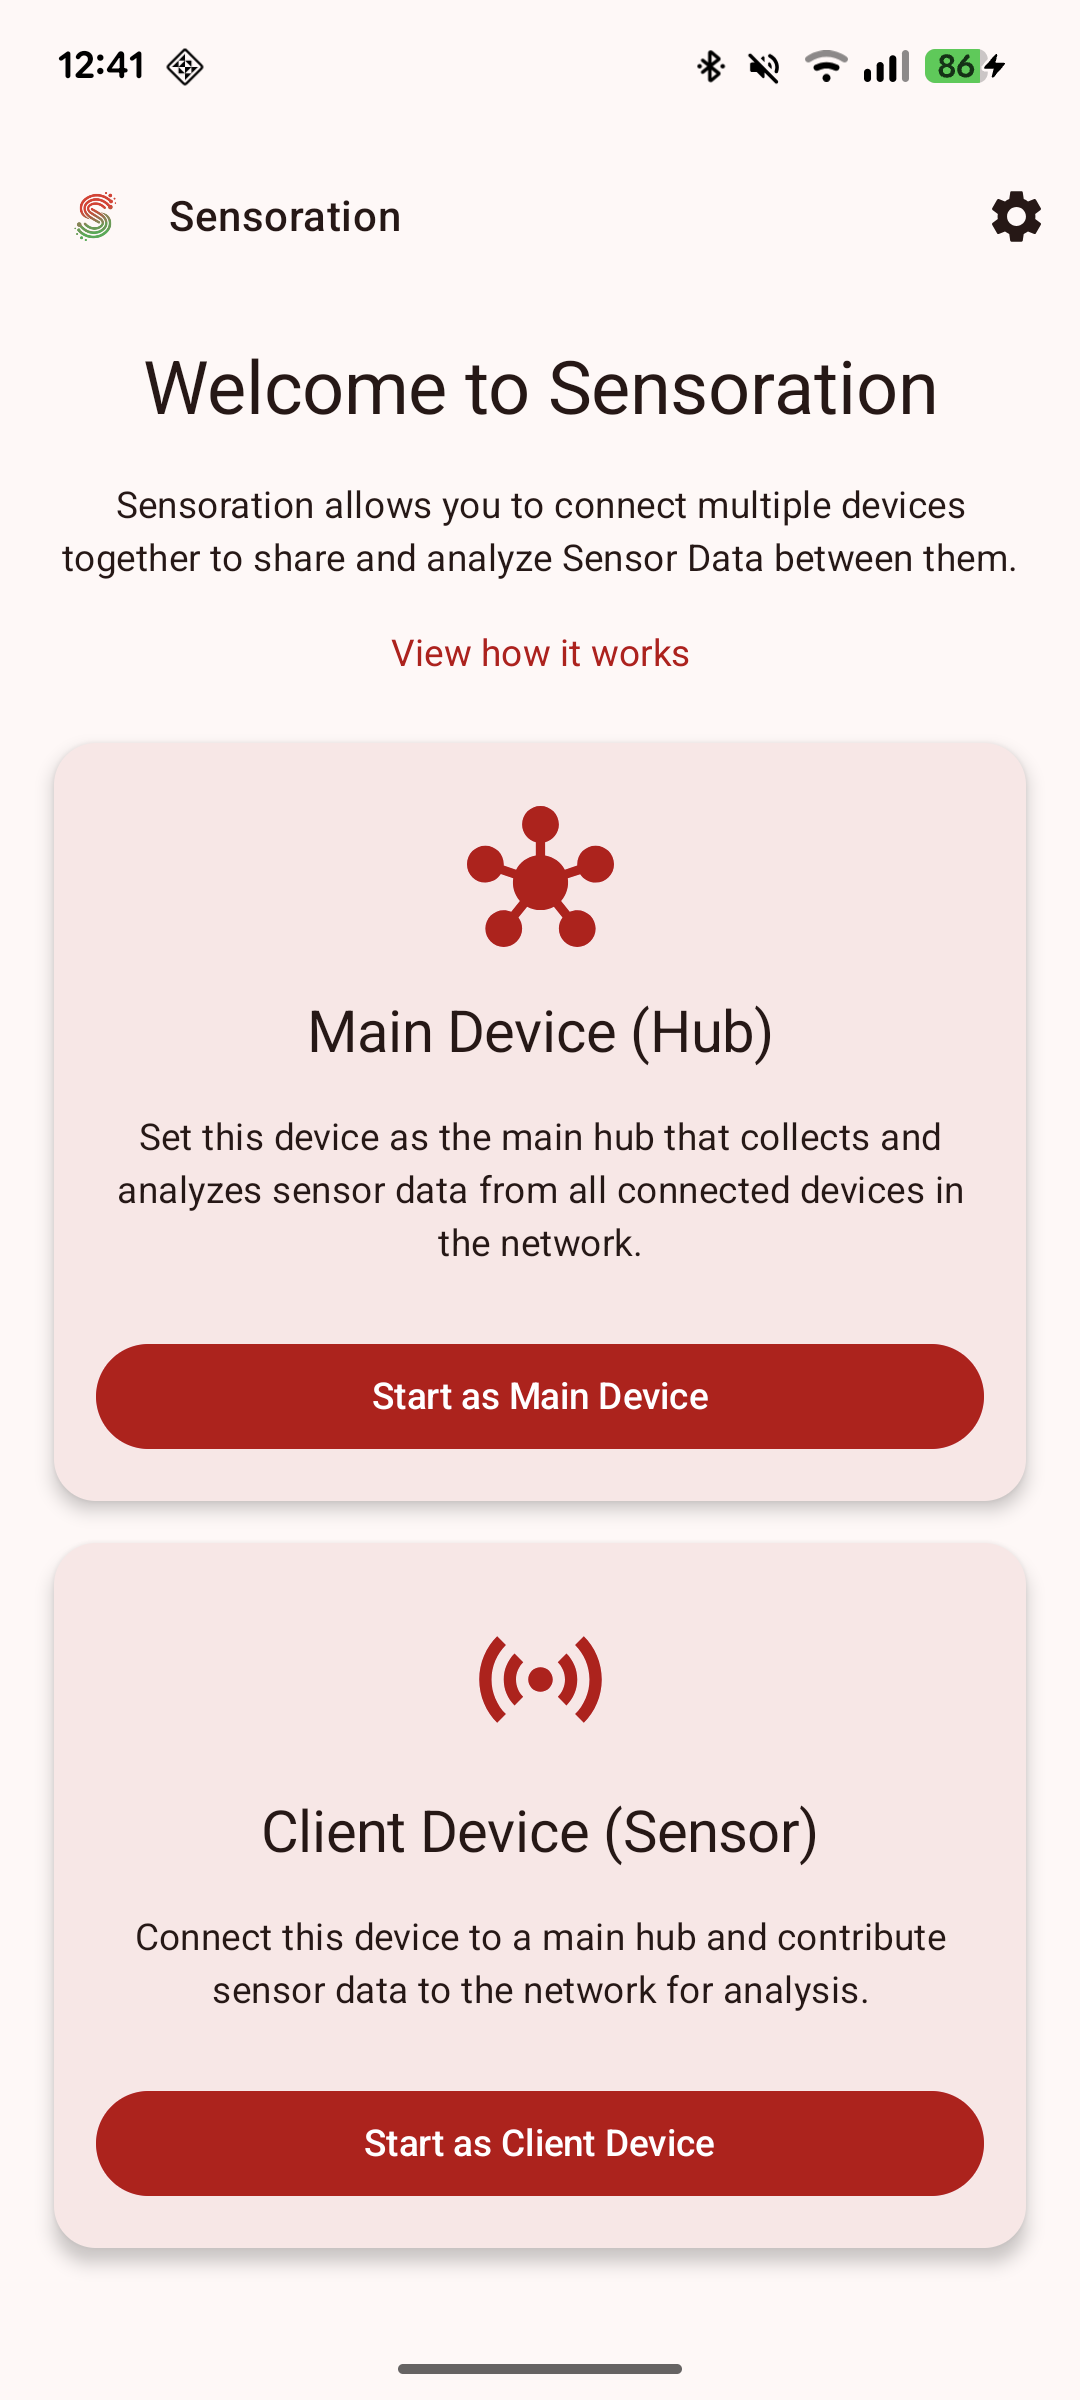 12:41
86
Sensoration
Welcome to Sensoration
Sensoration allows you to connect multiple devices
together to share and analyze Sensor Data between them.
View how it works
Main Device (Hub)
Set this device as the main hub that collects and
analyzes sensor data from all connected devices in
the network.
Start as Main Device
Client Device (Sensor)
Connect this device to a main hub and contribute
sensor data to the network for analysis.
Start as Client Device